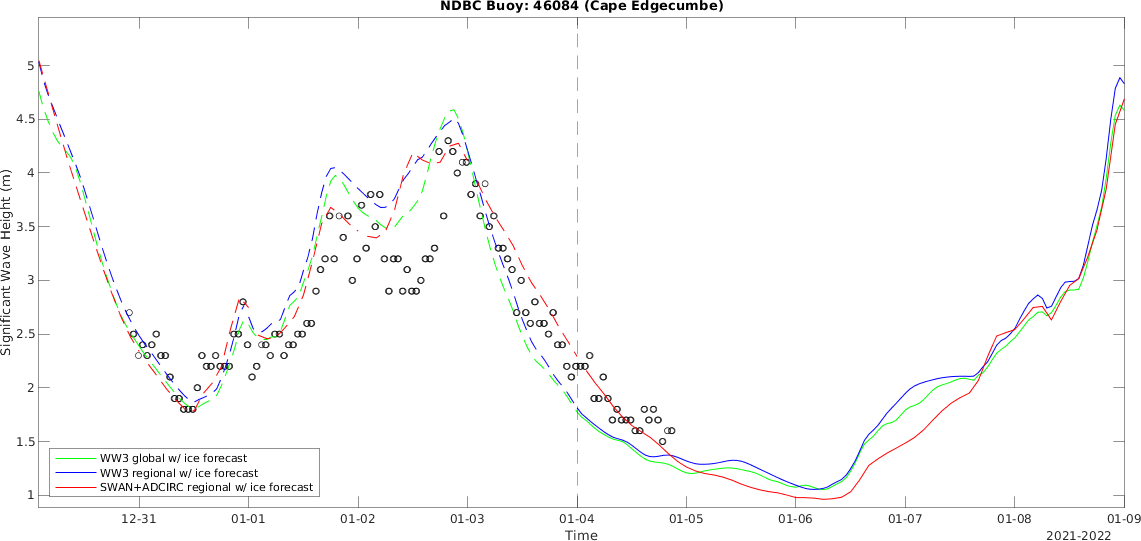 NDBC Buoy: 46084 (Cape Edgecumbe)
Significant Wave Height (m)
5
4.5
4
3.5
3
2.5
2
1.5
1
WW3 global w/ ice forecast
WW3 regional w/ ice forecast
SWAN+ADCIRC regional w/ ice forecast
12-31 01-01 01-02 01-03 01-04 01-05 01-06 01-07 01-08 01-09
Time
2021-2022